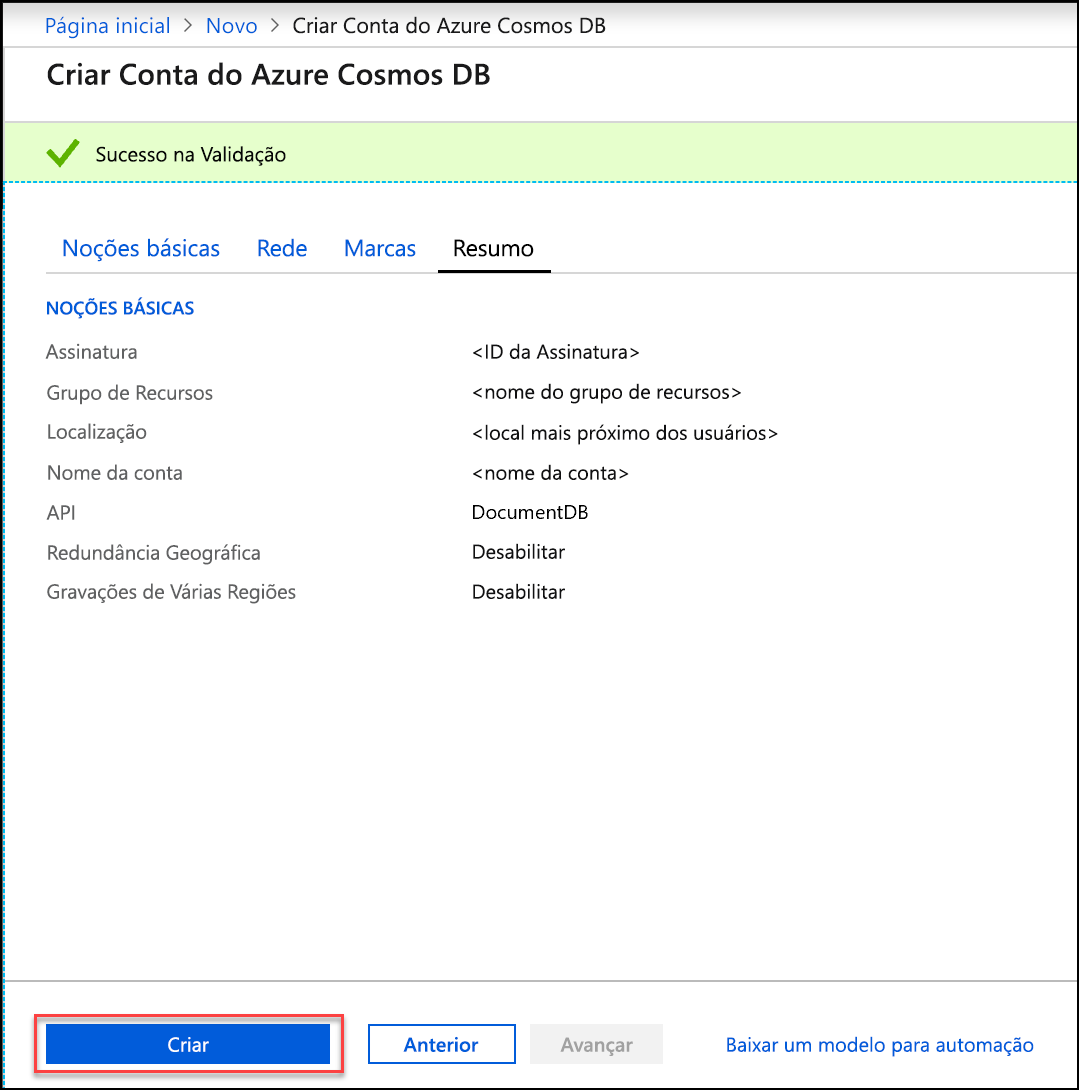 Página inicial > Novo > Criar Conta do Azure Cosmos DB
Criar Conta do Azure Cosmos DB
Sucesso na Validação
Noções básicas Rede Marcas Resumo
NOÇÕES BÁSICAS
Assinatura <ID da Assinatura>
Grupo de Recursos <nome do grupo de recursos>
Localização <local mais próximo dos usuários>
Nome da conta <nome da conta>
API DocumentDB
Redundância Geográfica Desabilitar
Gravações de Várias Regiões Desabilitar
Criar Anterior Avançar Baixar um modelo para automação